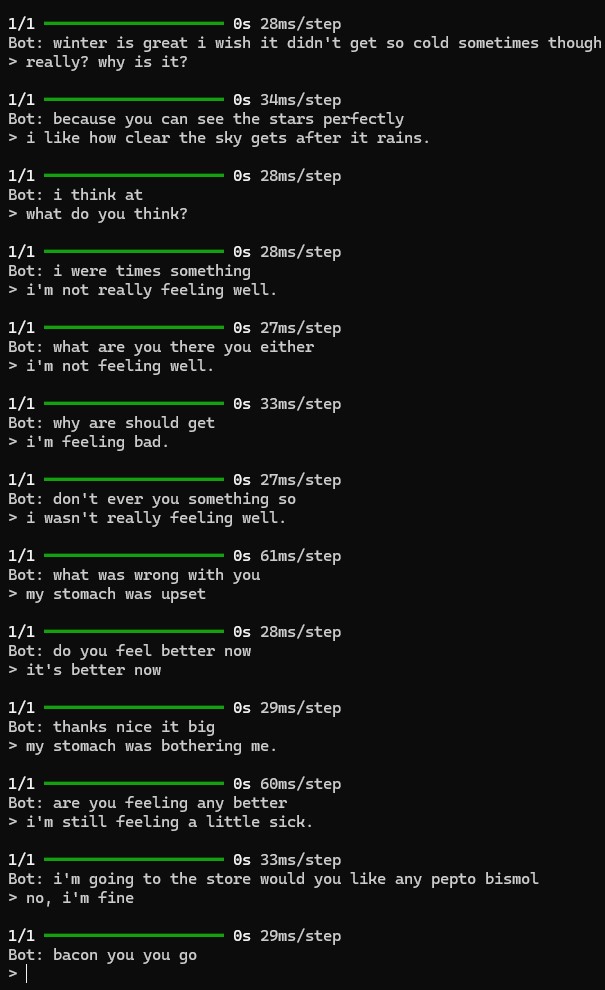 1/1 0s 28ms/step
Bot: winter is great i wish it didn't get so cold sometimes though
> really? why is it?
1/1 0s 34ms/step
Bot: because you can see the stars perfectly
> i like how clear the sky gets after it rains.
1/1 0s 28ms/step
Bot: i think at
> what do you think?
1/1 0s 28ms/step
Bot: i were times something
> i'm not really feeling well.
1/1 0s 27ms/step
Bot: what are you there you either
> i'm not feeling well.
1/1 0s 33ms/step
Bot: why are should get
> i'm feeling bad.
1/1 0s 27ms/step
Bot: don't ever you something so
> i wasn't really feeling well.
1/1 0s 61ms/step
Bot: what was wrong with you
> my stomach was upset
1/1 0s 28ms/step
Bot: do you feel better now
> it's better now
1/1 0s 29ms/step
Bot: thanks nice it big
> my stomach was bothering me.
1/1 0s 60ms/step
Bot: are you feeling any better
> i'm still feeling a little sick.
1/1 0s 33ms/step
Bot: i'm going to the store would you like any pepto bismol
> no, i'm fine
1/1 0s 29ms/step
Bot: bacon you you go
>